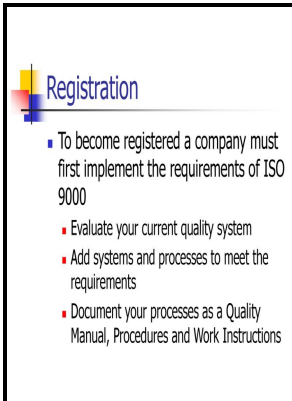 Registration
To become registered a company must
first implement the requirements of ISO
9000
Evaluate your current quality system
Add systems and processes to meet the
requirements
Document your processes as a Quality
Manual, Procedures and Work Instructions